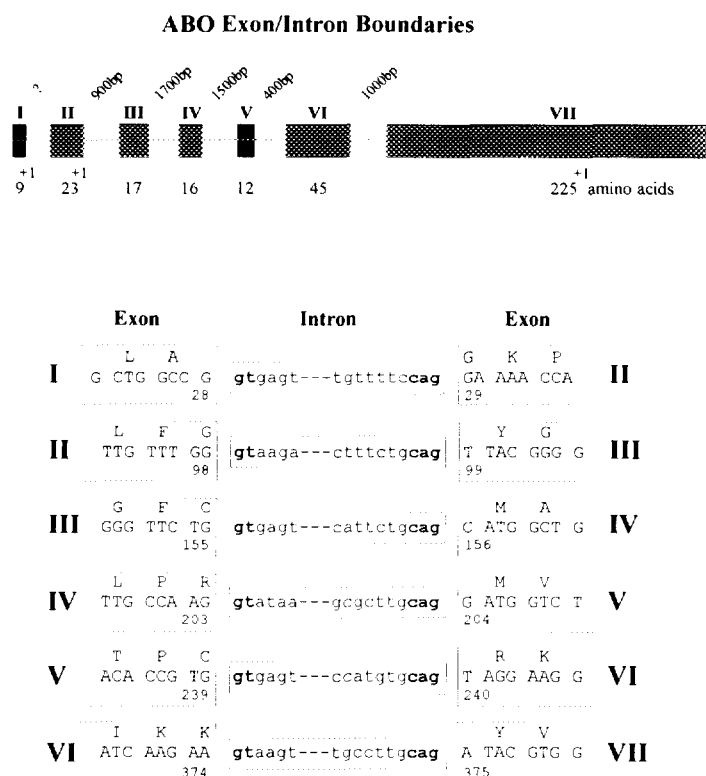 ABO Exon/Intron Boundaries
? 900bp 1700bp 1500bp 400bp 1000bp
I II III IV V VI VII
+1 +1 +1
9 23 17 16 12 45 225 amino acids
Exon Intron Exon
L A G K P
I G CTG GCC G gtgagt---tgttttccag GA AAA CCA II
28 29
L F G Y G
II TTG TTT GG gtaaga---ctttctgcag T TAC GGG G III
98 99
G F C M A
III GGG TTC TG gtgagt---cattctgcag C ATG GCT G IV
155 156
L P R M V
IV TTG CCA AG gtataa---gcgcttgcag G ATG GTC T V
203 204
T P C R K
V ACA CCG TG gtgagt---ccatgtgcag T AGG AAG G VI
239 240
I K K Y V
VI ATC AAG AA gtaagt---tgccttgcag A TAC GTG G VII
374 375